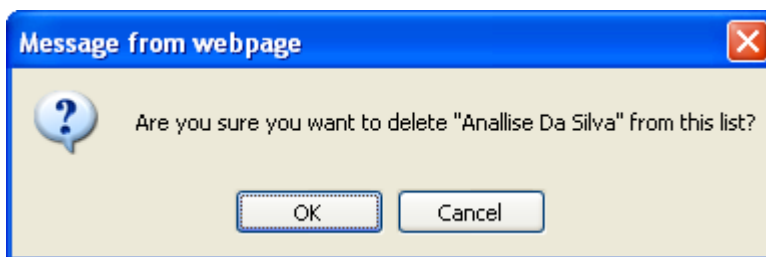 Message from webpage
Are you sure you want to delete "Anallise Da Silva" from this list?
OK
Cancel